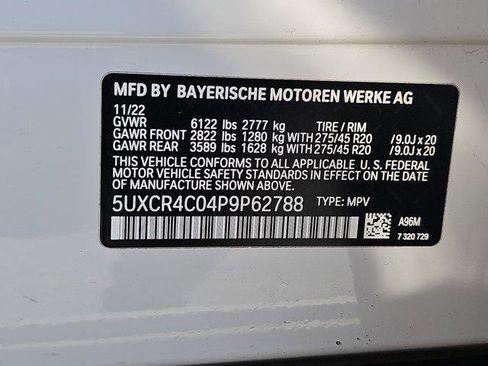 MFD BY BAYERISCHE MOTOREN WERKE AG
11/22
GVWR 6122 lbs 2777 kg TIRE / RIM
GAWR FRONT 2822 lbs 1280 kg WITH 275/45 R20 /9.0J x 20
GAWR REAR 3589 lbs 1628 kg WITH 275/45 R20 /9.0J x 20
THIS VEHICLE CONFORMS TO ALL APPLICABLE U. S. FEDERAL
MOTOR VEHICLE SAFETY STANDARDS IN EFFECT ON THE
DATE OF MANUFACTURE SHOWN ABOVE.
5UXCR4C04P9P62788 TYPE: MPV
A96M
7 320 729